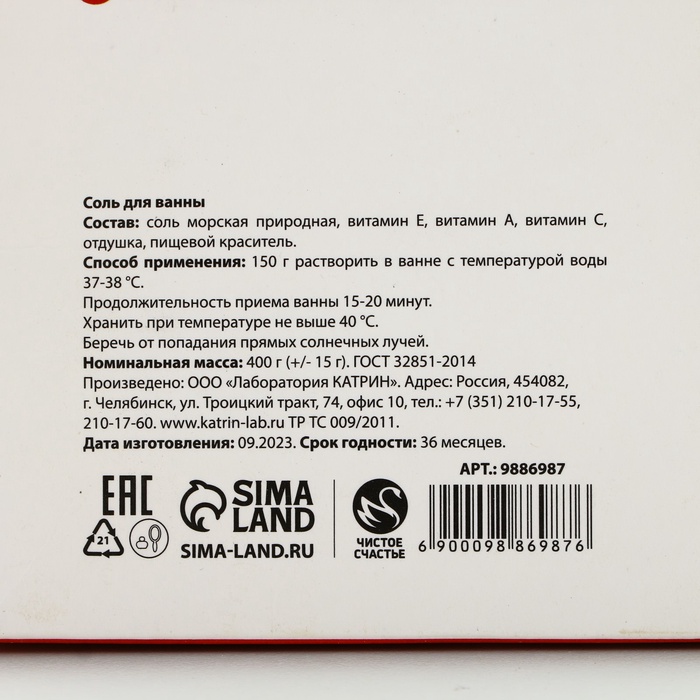 Соль для ванны
Состав: соль морская природная, витамин Е, витамин А, витамин С,
отдушка, пищевой краситель.
Способ применения: 150 г растворить в ванне с температурой воды
37-38 °С.
Продолжительность приема ванны 15-20 минут.
Хранить при температуре не выше 40 °С.
Беречь от попадания прямых солнечных лучей.
Номинальная масса: 400 г (+/- 15 г). ГОСТ 32851-2014
Произведено: ООО «Лаборатория КАТРИН». Адрес: Россия, 454082,
г. Челябинск, ул. Троицкий тракт, 74, офис 10, тел.: +7 (351) 210-17-55,
210-17-60. www.katrin-lab.ru ТР ТС 009/2011.
Дата изготовления: 09.2023. Срок годности: 36 месяцев.
АРТ.: 9886987
EAC
21
SIMA
LAND
SIMA-LAND.RU
ЧИСТОЕ
СЧАСТЬЕ
6 900098 869876